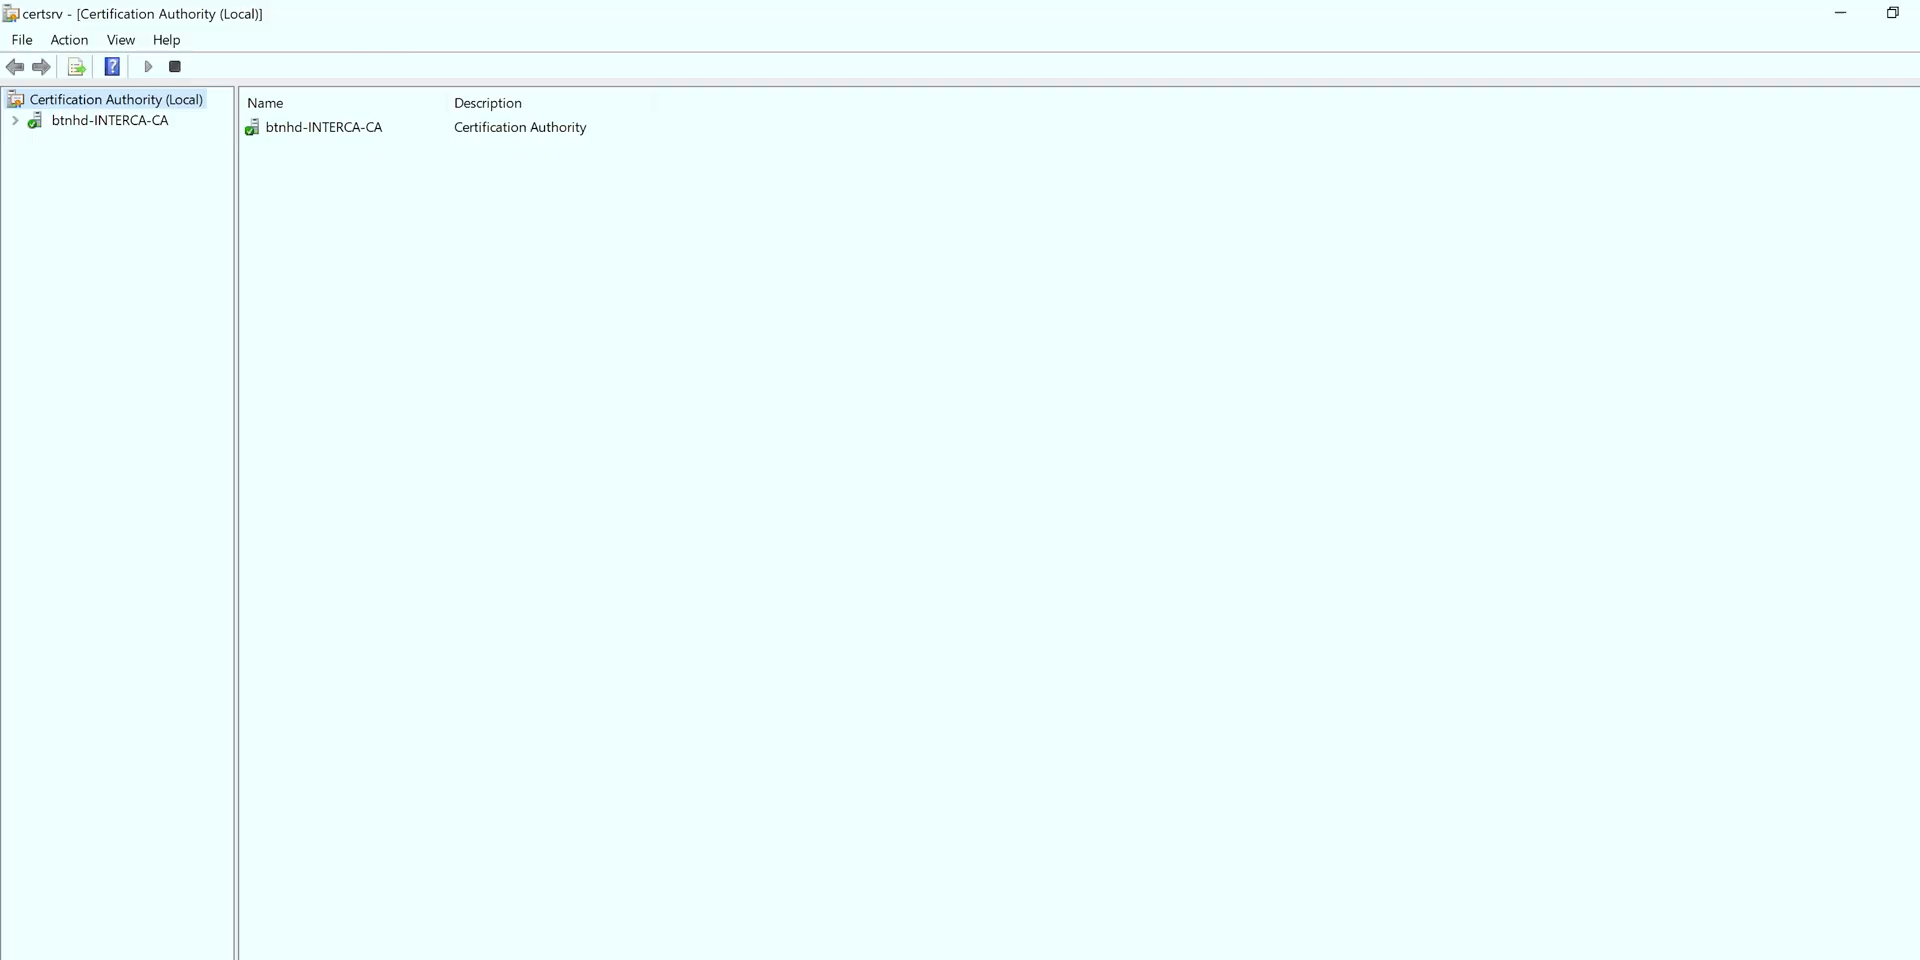 certsrv - [Certification Authority (Local)]
File Action View Help
Certification Authority (Local)
btnhd-INTERCA-CA
Name Description
btnhd-INTERCA-CA Certification Authority